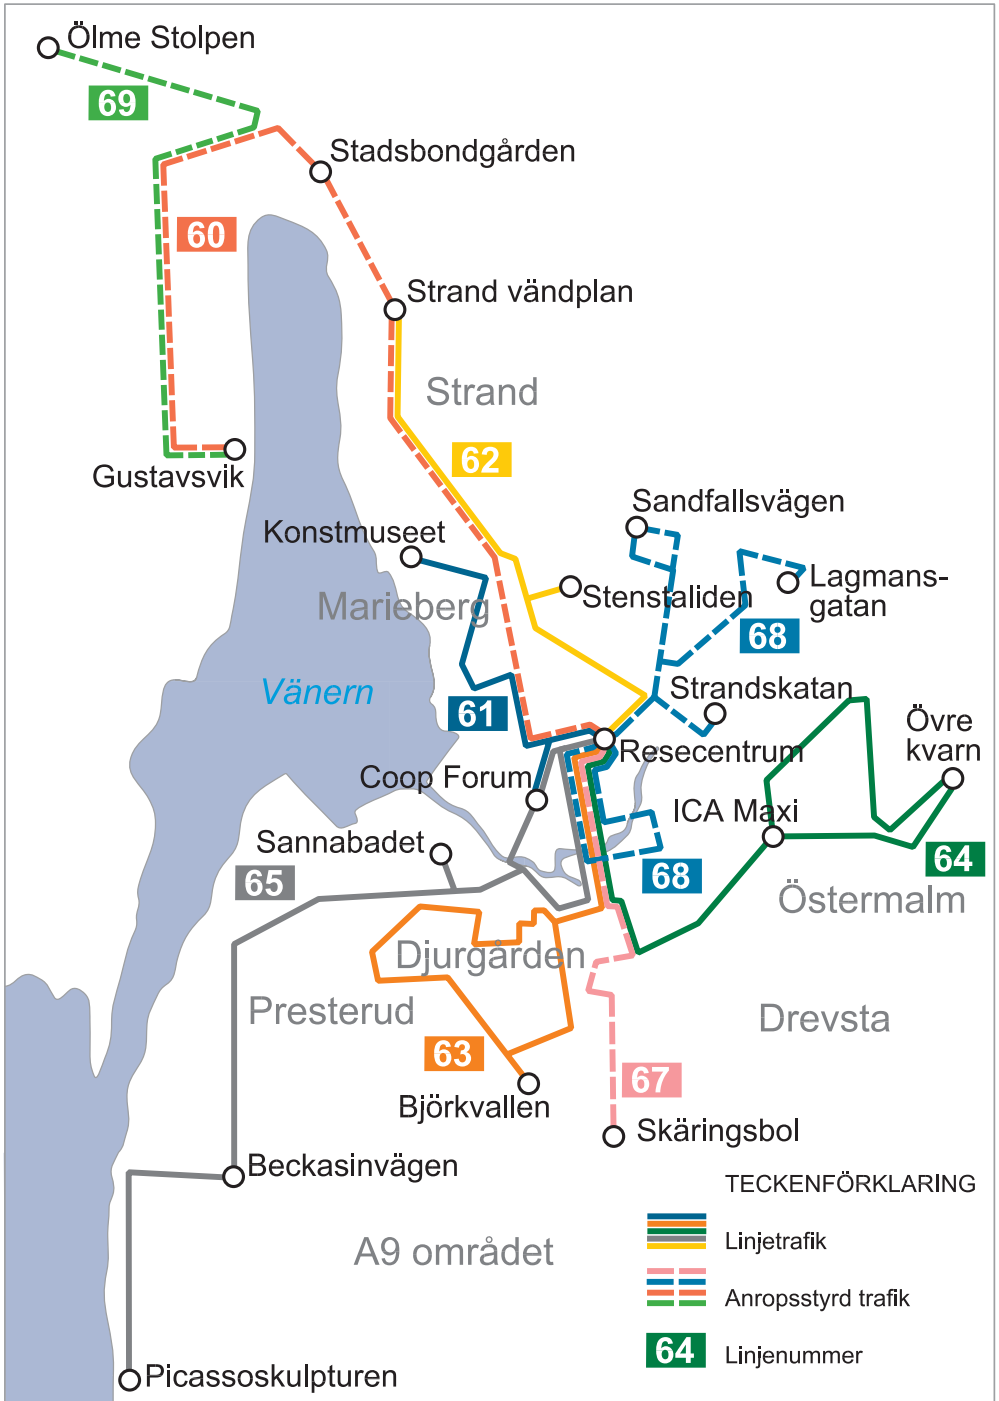 Ölme Stolpen
69
Stadsbondgården
60
Strand vändplan
Strand
62
Gustavsvik
Sandfallsvägen
Konstmuseet
Lagmans-
gatan
Stenstaliden
Marieberg
68
Vänern
Strandskatan
61
Övre
kvarn
Resecentrum
Coop Forum
ICA Maxi
Sannabadet
64
65
68
Östermalm
Djurgården
Presterud
Drevsta
63
67
Björkvallen
Skäringsbol
Beckasinvägen
TECKENFÖRKLARING
A9 området
Linjetrafik
Anropsstyrd trafik
64 Linjenummer
Picassoskulpturen